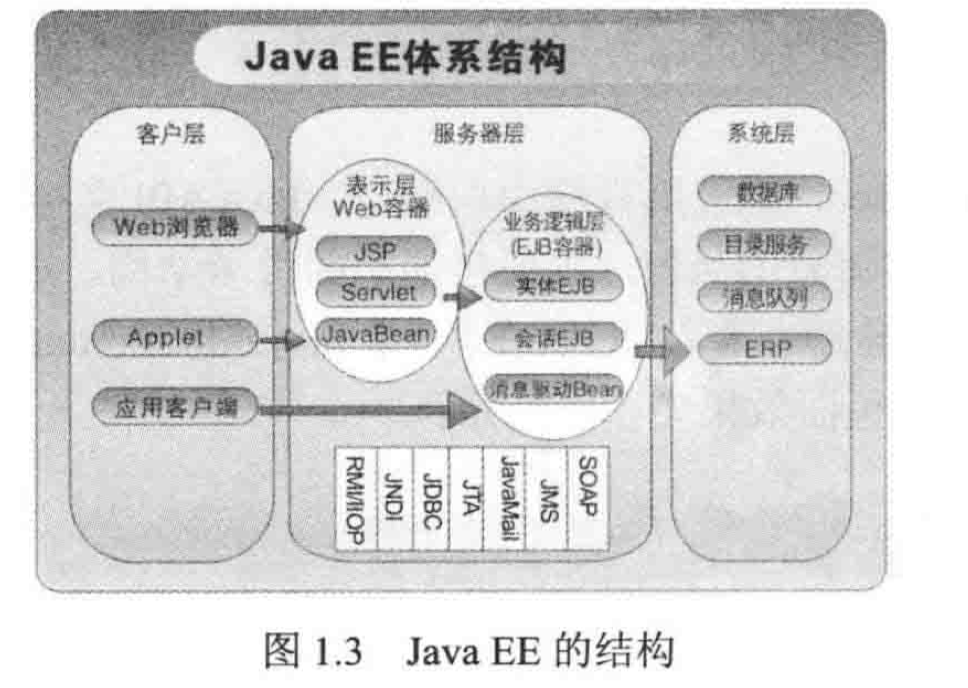 Java EE体系结构
客户层
Web浏览器
Applet
应用客户端
服务器层
表示层
Web容器
JSP
Servlet
JavaBean
业务逻辑层
(EJB容器)
实体EJB
会话EJB
消息驱动Bean
RMI/IIOP
JNDI
JDBC
JTA
JavaMail
JMS
SOAP
系统层
数据库
目录服务
消息队列
ERP
图 1.3 Java EE 的结构